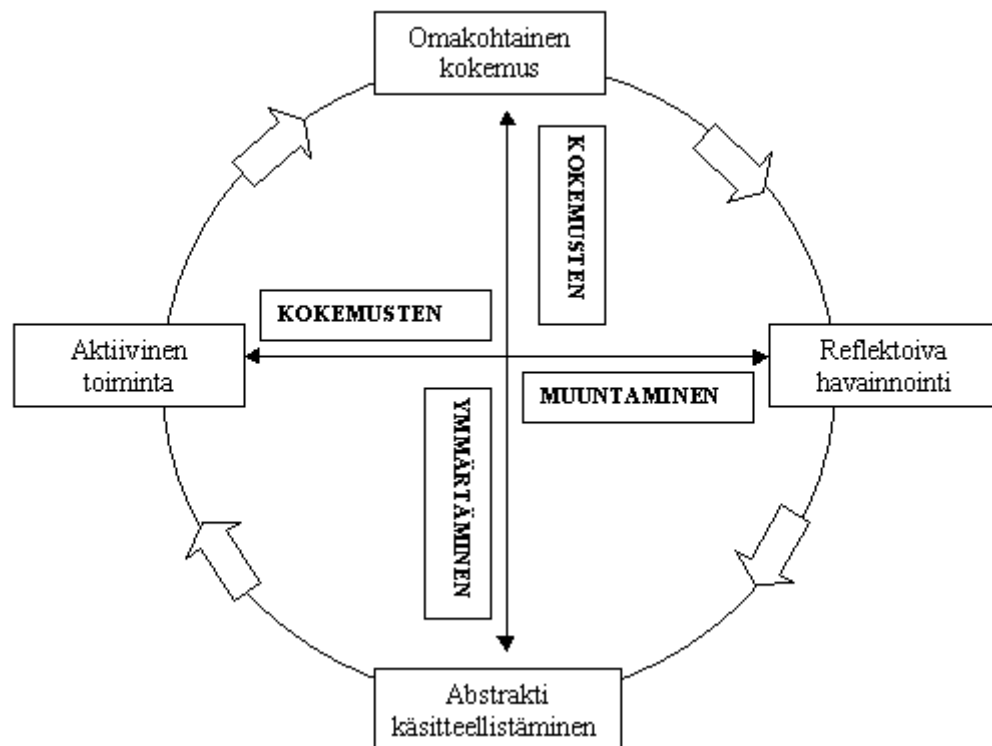 Omakohtainen
kokemus
KOKEMUSTEN
KOKEMUSTEN
Aktiivinen
toiminta
Reflektoiva
havainnointi
MUUNTAMINEN
YMMÄRTÄMINEN
Abstrakti
käsitteellistäminen